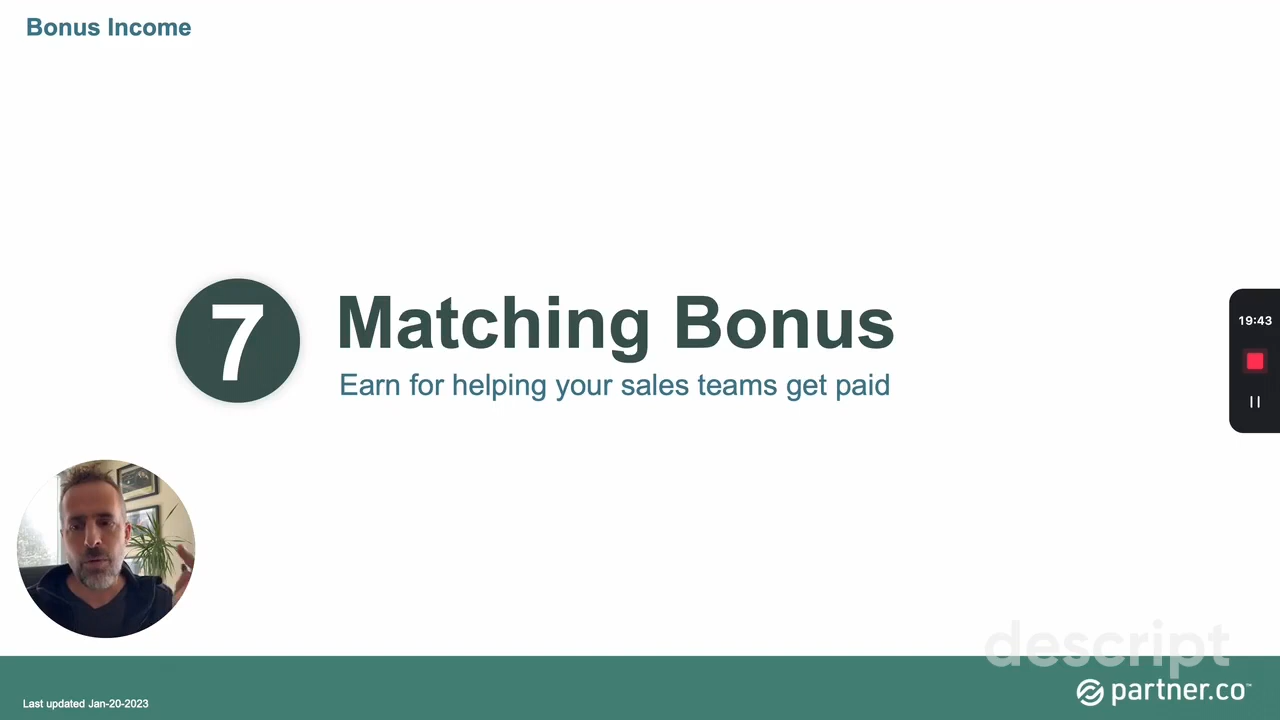 Bonus Income
7
Matching Bonus
Earn for helping your sales teams get paid
19:43
descript
Last updated Jan-20-2023
partner.co™